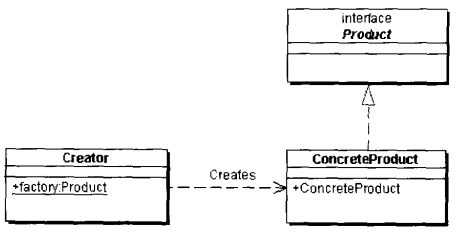 interface
Product
Creator
+factory:Product
Creates
ConcreteProduct
+ConcreteProduct